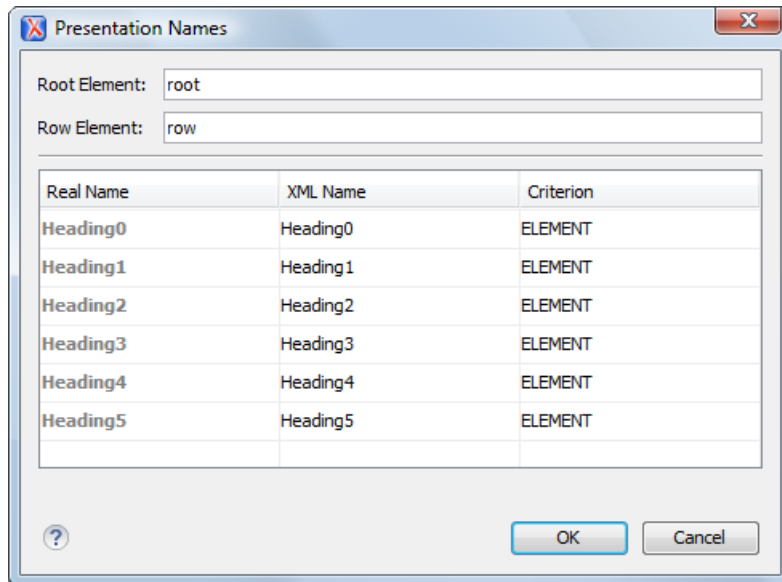 Presentation Names
Root Element: root
Row Element: row
Real Name XML Name Criterion
Heading0 Heading0 ELEMENT
Heading1 Heading1 ELEMENT
Heading2 Heading2 ELEMENT
Heading3 Heading3 ELEMENT
Heading4 Heading4 ELEMENT
Heading5 Heading5 ELEMENT
? OK Cancel